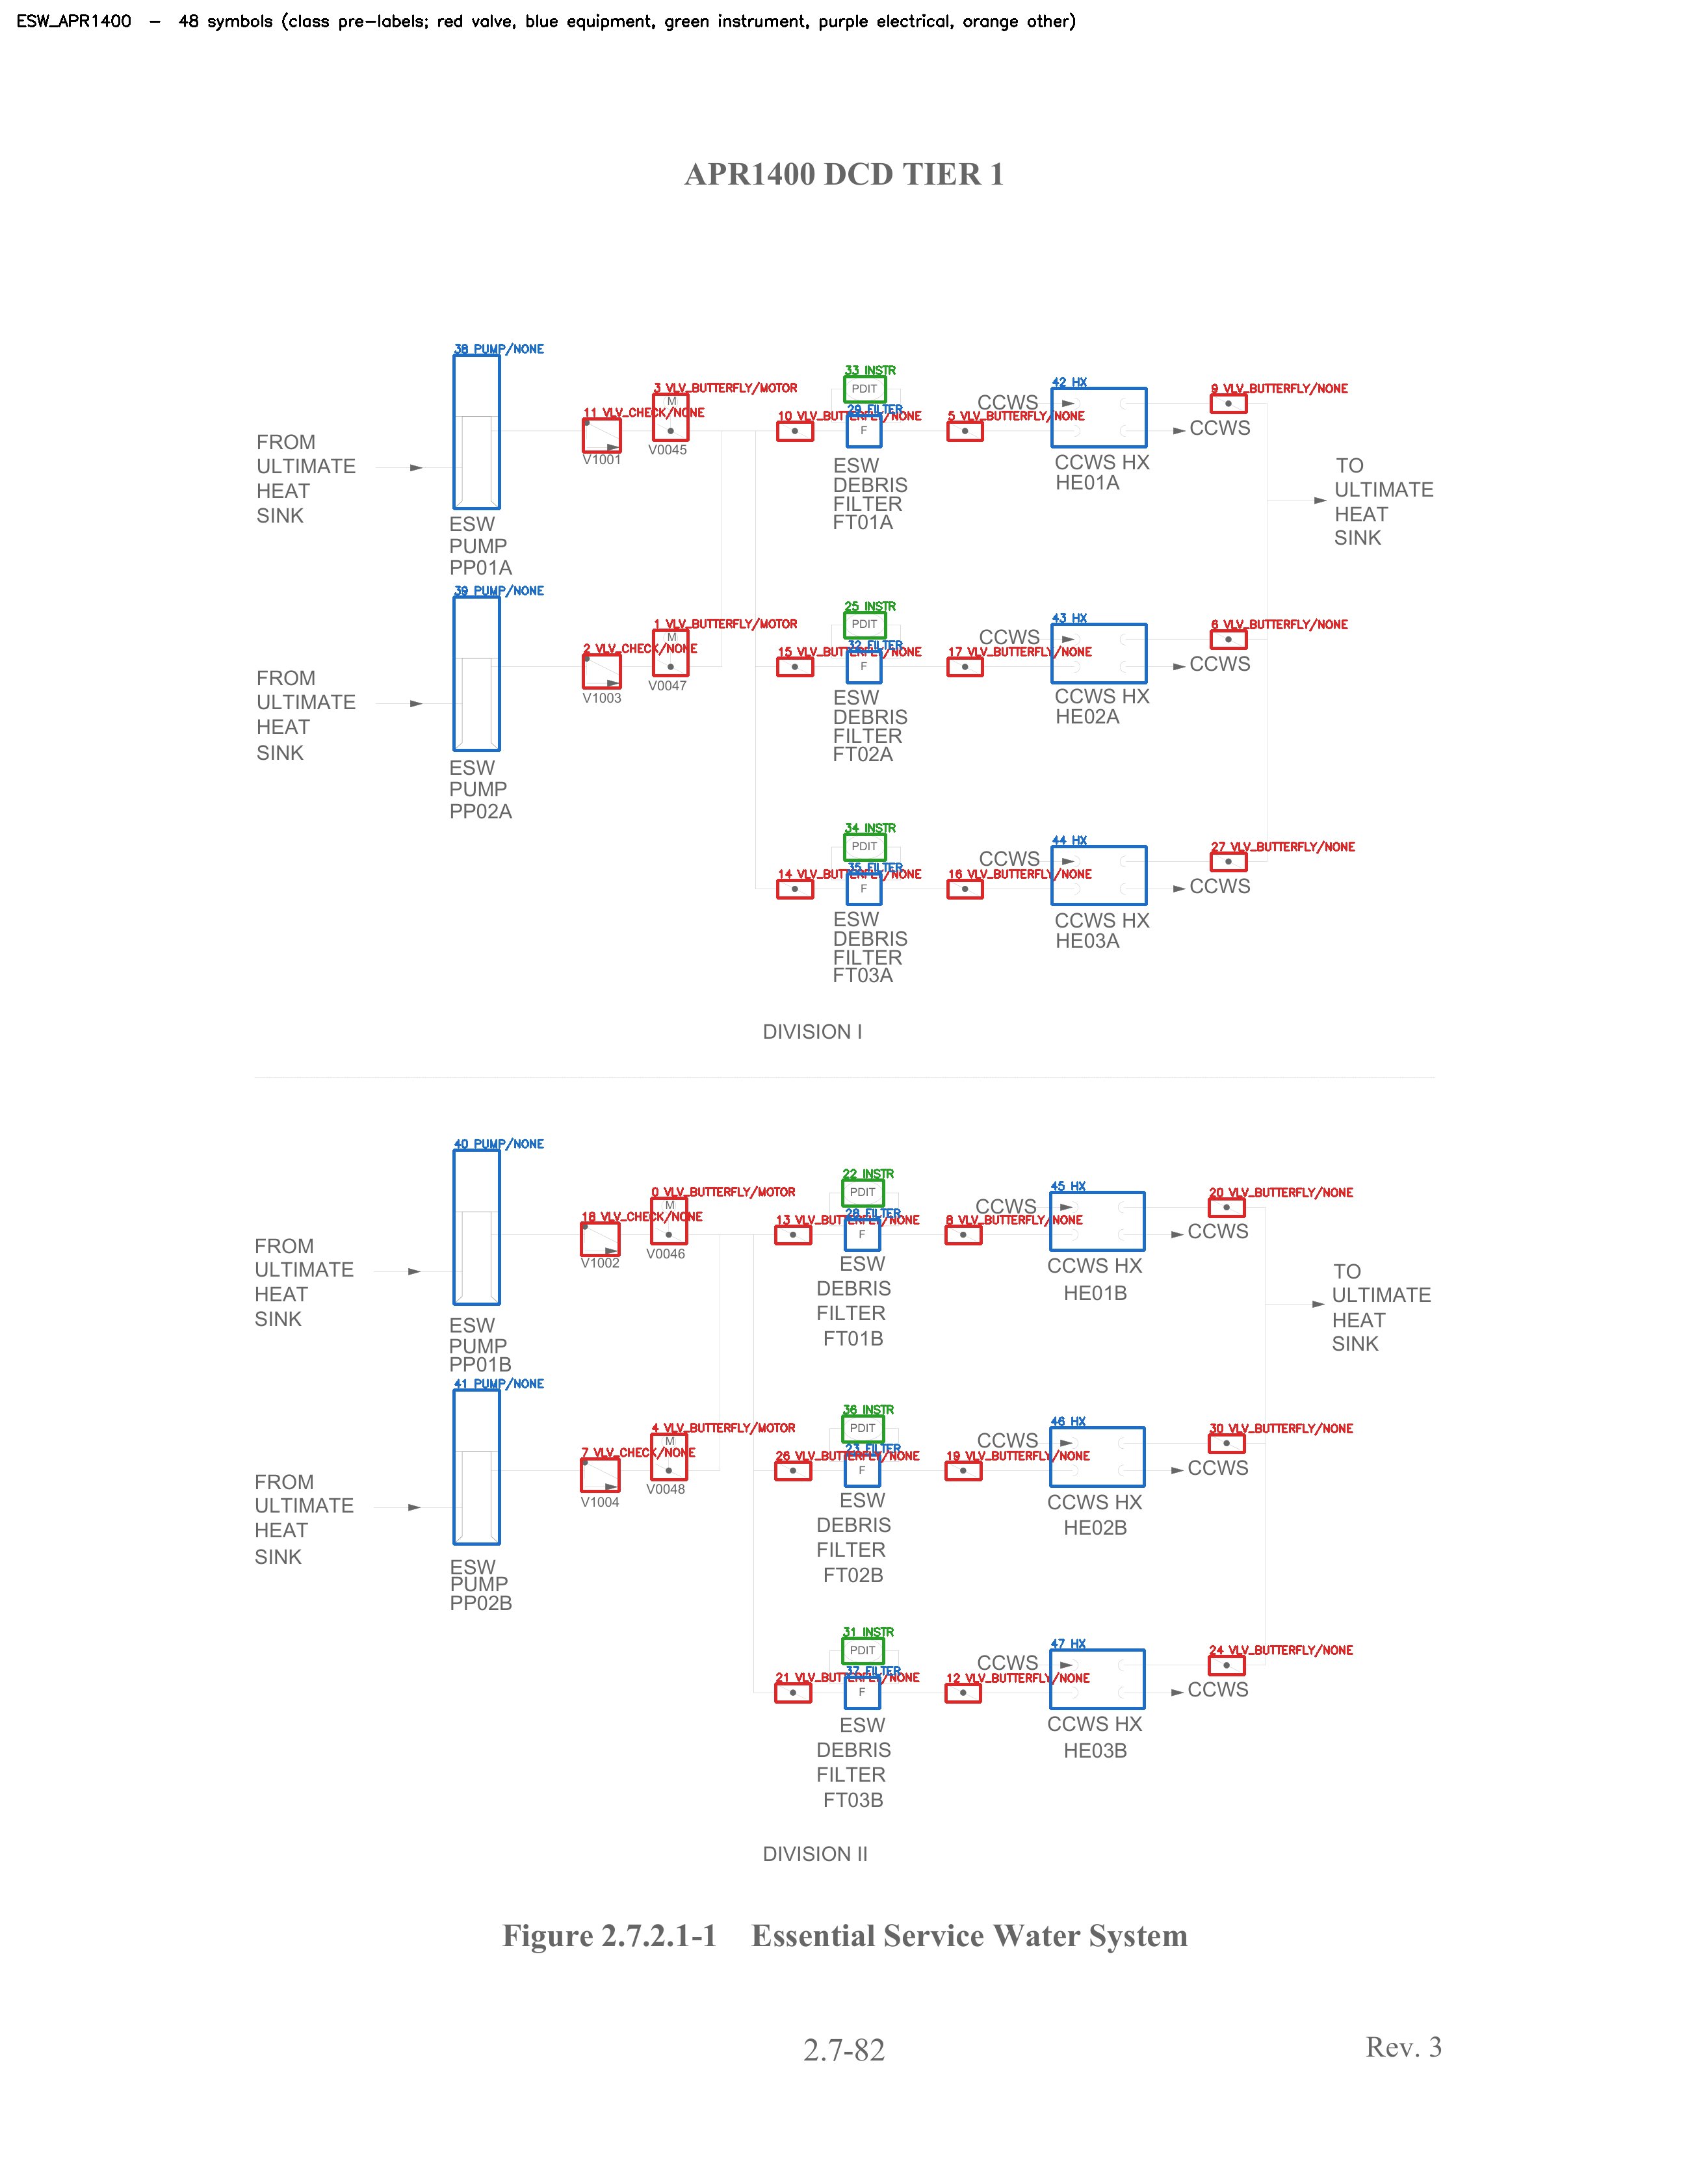 ESW_APR1400 - 48 symbols (class pre-labels; red valve, blue equipment, green instrument, purple electrical, orange other)
APR1400 DCD TIER 1
38 PUMP/NONE
FROM
ULTIMATE
HEAT
SINK
ESW
PUMP
PP01A
11 VLV_CHECK/NONE
V1001
3 VLV_BUTTERFLY/MOTOR
M
V0045
10 VLV_BUTTERFLY/NONE
33 INSTR
PDIT
29 FILTER
F
ESW
DEBRIS
FILTER
FT01A
5 VLV_BUTTERFLY/NONE
CCWS
42 HX
CCWS HX
HE01A
9 VLV_BUTTERFLY/NONE
CCWS
TO
ULTIMATE
HEAT
SINK
39 PUMP/NONE
FROM
ULTIMATE
HEAT
SINK
ESW
PUMP
PP02A
2 VLV_CHECK/NONE
V1003
1 VLV_BUTTERFLY/MOTOR
M
V0047
15 VLV_BUTTERFLY/NONE
25 INSTR
PDIT
32 FILTER
F
ESW
DEBRIS
FILTER
FT02A
17 VLV_BUTTERFLY/NONE
CCWS
43 HX
CCWS HX
HE02A
6 VLV_BUTTERFLY/NONE
CCWS
14 VLV_BUTTERFLY/NONE
34 INSTR
PDIT
35 FILTER
F
ESW
DEBRIS
FILTER
FT03A
16 VLV_BUTTERFLY/NONE
CCWS
44 HX
CCWS HX
HE03A
27 VLV_BUTTERFLY/NONE
CCWS
DIVISION I
40 PUMP/NONE
FROM
ULTIMATE
HEAT
SINK
ESW
PUMP
PP01B
18 VLV_CHECK/NONE
V1002
0 VLV_BUTTERFLY/MOTOR
M
V0046
13 VLV_BUTTERFLY/NONE
22 INSTR
PDIT
28 FILTER
F
ESW
DEBRIS
FILTER
FT01B
8 VLV_BUTTERFLY/NONE
CCWS
45 HX
CCWS HX
HE01B
20 VLV_BUTTERFLY/NONE
CCWS
TO
ULTIMATE
HEAT
SINK
41 PUMP/NONE
FROM
ULTIMATE
HEAT
SINK
ESW
PUMP
PP02B
7 VLV_CHECK/NONE
V1004
4 VLV_BUTTERFLY/MOTOR
M
V0048
26 VLV_BUTTERFLY/NONE
36 INSTR
PDIT
23 FILTER
F
ESW
DEBRIS
FILTER
FT02B
19 VLV_BUTTERFLY/NONE
CCWS
46 HX
CCWS HX
HE02B
30 VLV_BUTTERFLY/NONE
CCWS
21 VLV_BUTTERFLY/NONE
31 INSTR
PDIT
37 FILTER
F
ESW
DEBRIS
FILTER
FT03B
12 VLV_BUTTERFLY/NONE
CCWS
47 HX
CCWS HX
HE03B
24 VLV_BUTTERFLY/NONE
CCWS
DIVISION II
Figure 2.7.2.1-1 Essential Service Water System
2.7-82
Rev. 3